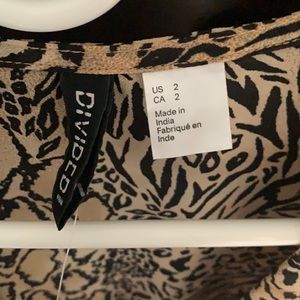 DIVIDED
US 2
CA 2
Made in
India
Fabriqué en
Inde